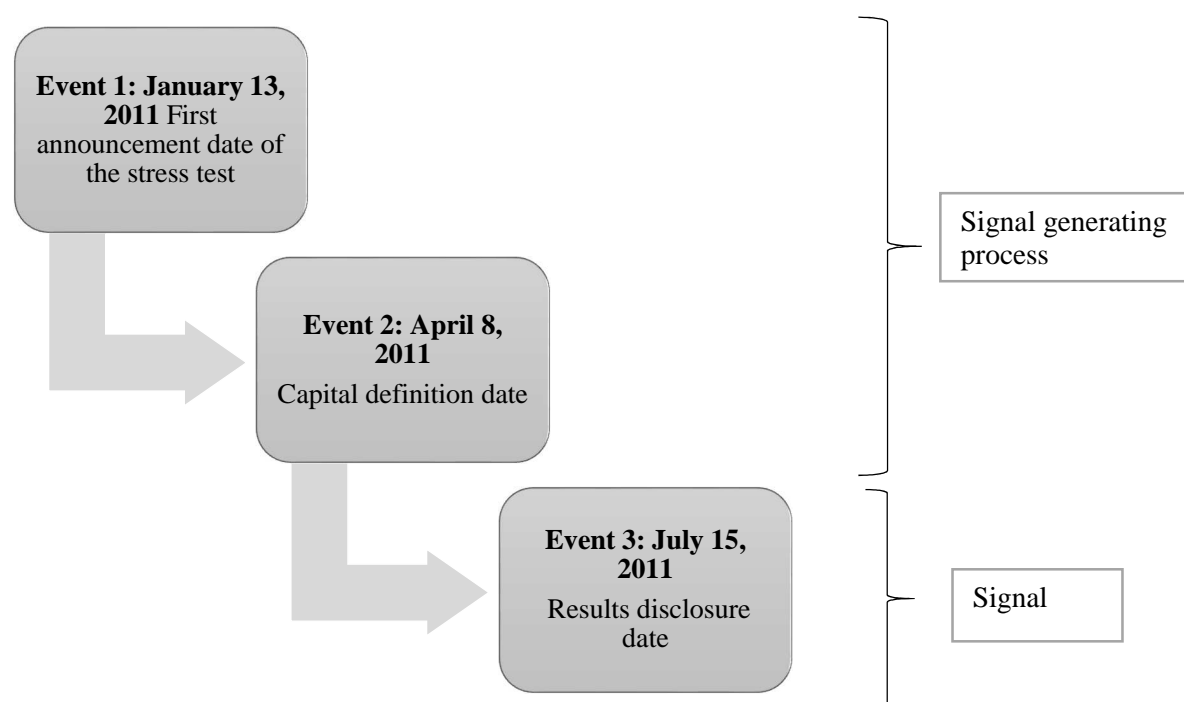 Event 1: January 13,
2011 First
announcement date of
the stress test
Signal generating
process
Event 2: April 8,
2011
Capital definition date
Event 3: July 15,
2011
Results disclosure
date
Signal